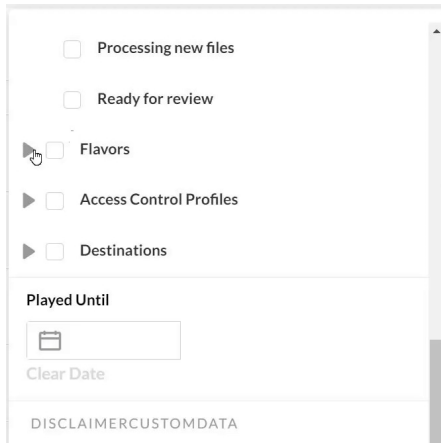 Processing new files
Ready for review
Flavors
Access Control Profiles
Destinations
Played Until
Clear Date
DISCLAIMERCUSTOMDATA